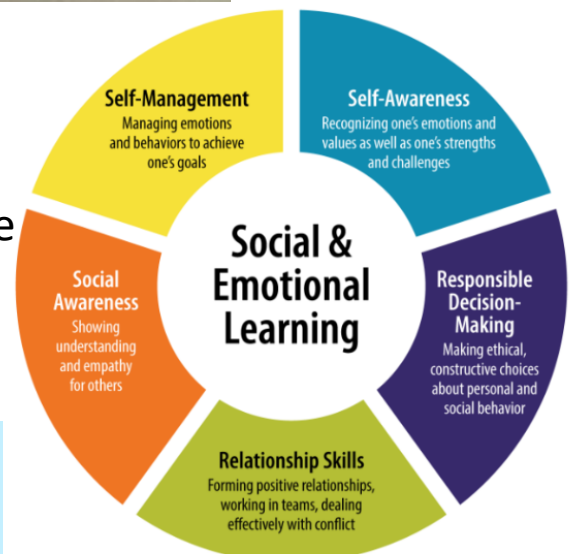 Self-Management
Managing emotions
and behaviors to achieve
one's goals
Self-Awareness
Recognizing one's emotions and
values as well as one's strengths
and challenges
e
Social &
Emotional
Learning
Social
Awareness
Showing
understanding
and empathy
for others
Responsible
Decision-
Making
Making ethical,
constructive choices
about personal and
social behavior
Relationship Skills
Forming positive relationships,
working in teams, dealing
effectively with conflict